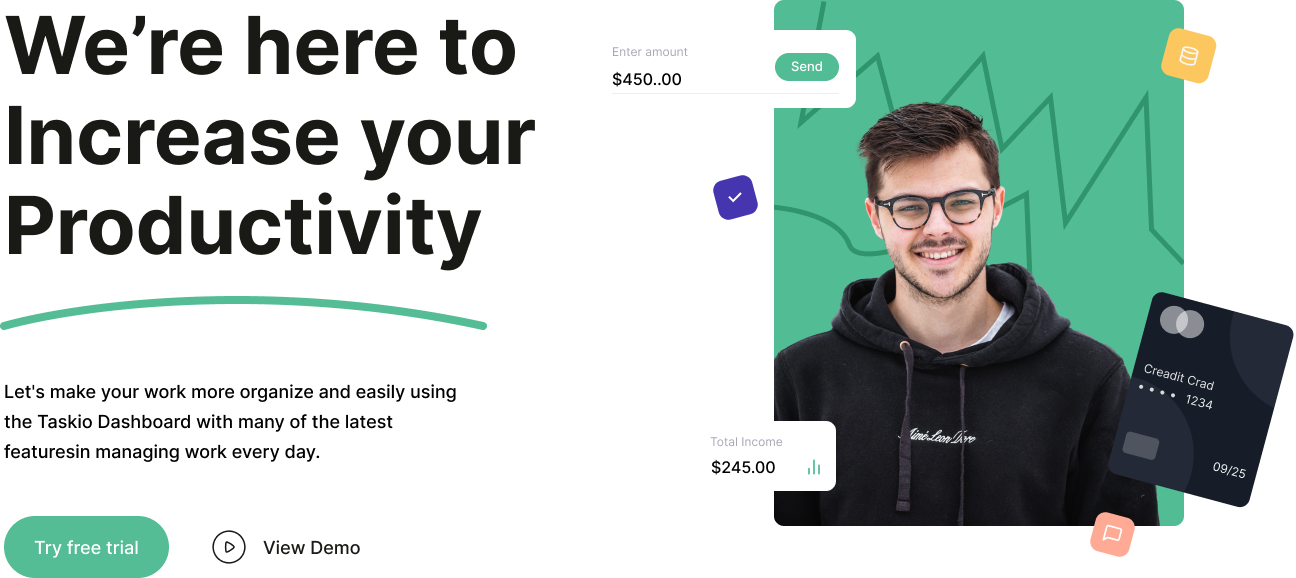 We’re here to
Increase your
Productivity
Let's make your work more organize and easily using
the Taskio Dashboard with many of the latest
featuresin managing work every day.
Try free trial
View Demo
Enter amount
$450..00
Send
Total Income
$245.00
Aimé Leon Dore
Creadit Crad
•••• 1234
09/25